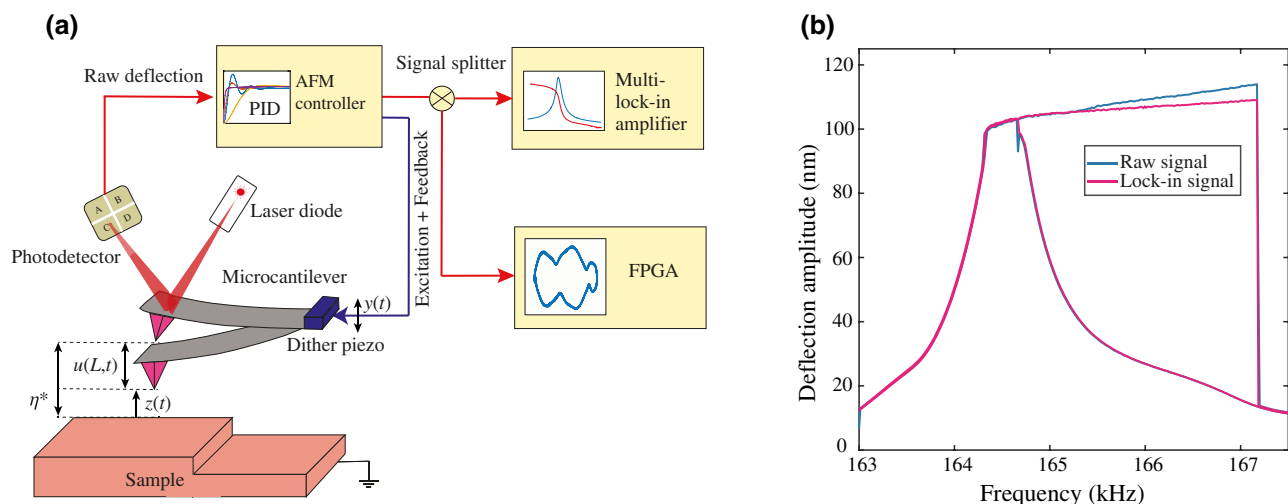 (a)
Raw deflection
PID
AFM
controller
Signal splitter
Multi-
lock-in
amplifier
Excitation + Feedback
A
B
C
D
Laser diode
Photodetector
Microcantilever
y(t)
Dither piezo
FPGA
u(L,t)
η*
z(t)
Sample
(b)
Deflection amplitude (nm)
120
100
80
60
40
20
0
Raw signal
Lock-in signal
163
164
165
166
167
Frequency (kHz)